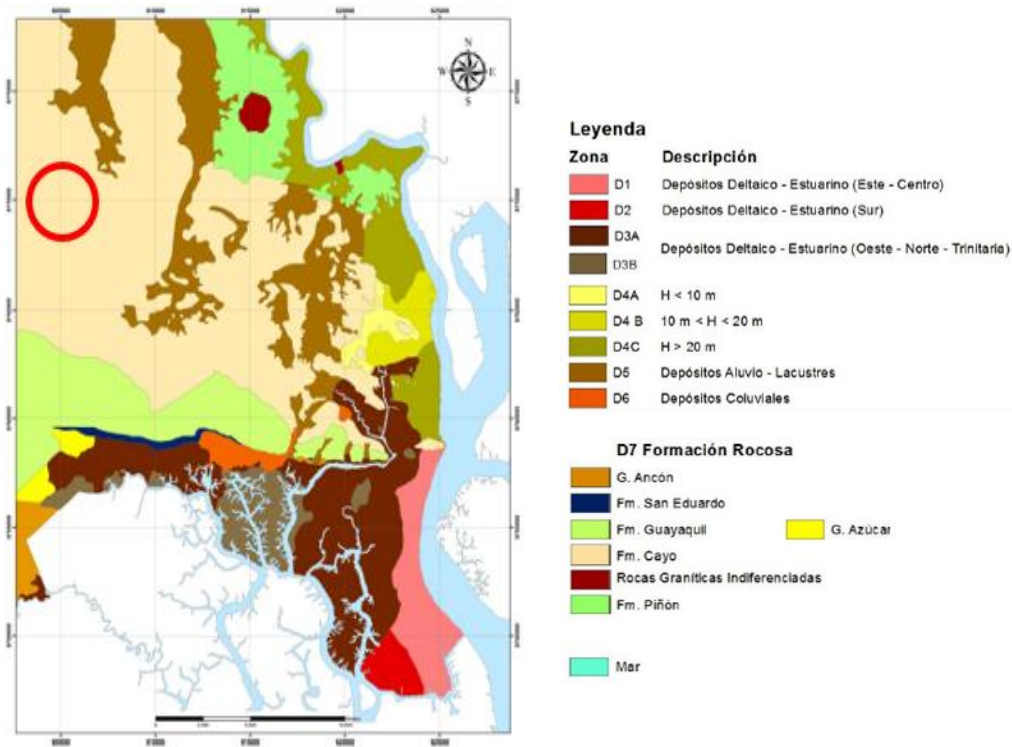 N
W E
S
Leyenda
Zona Descripción
D1 Depósitos Deltaico - Estuarino (Este - Centro)
D2 Depósitos Deltaico - Estuarino (Sur)
D3A
Depósitos Deltaico - Estuarino (Oeste - Norte - Trinitaria)
D3B
D4A H < 10 m
D4 B 10 m < H < 20 m
D4C H > 20 m
D5 Depósitos Aluvio - Lacustres
D6 Depósitos Coluviales
D7 Formación Rocosa
G. Ancón
Fm. San Eduardo
Fm. Guayaquil G. Azúcar
Fm. Cayo
Rocas Graníticas Indiferenciadas
Fm. Piñón
Mar